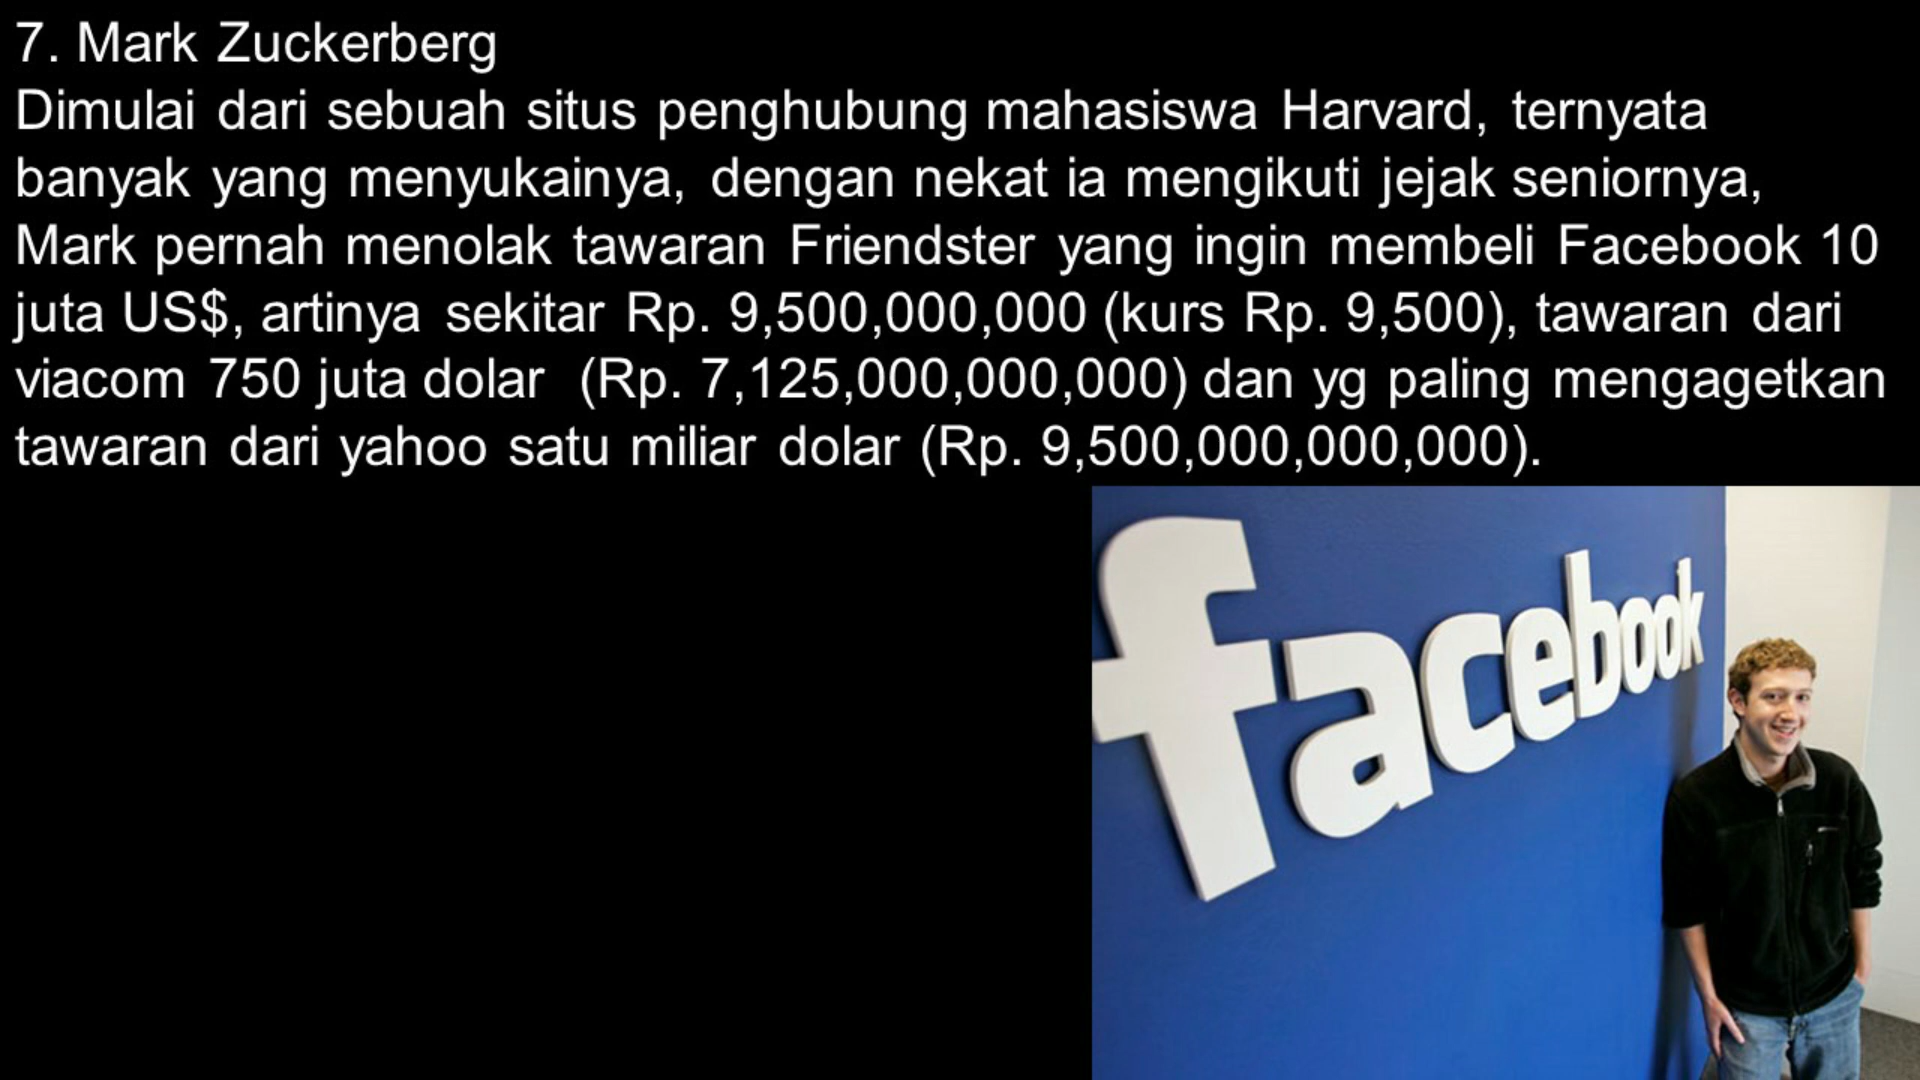 7. Mark Zuckerberg
Dimulai dari sebuah situs penghubung mahasiswa Harvard, ternyata
banyak yang menyukainya, dengan nekat ia mengikuti jejak seniornya,
Mark pernah menolak tawaran Friendster yang ingin membeli Facebook 10
juta US$, artinya sekitar Rp. 9,500,000,000 (kurs Rp. 9,500), tawaran dari
viacom 750 juta dolar (Rp. 7,125,000,000,000) dan yg paling mengagetkan
tawaran dari yahoo satu miliar dolar (Rp. 9,500,000,000,000).
facebook